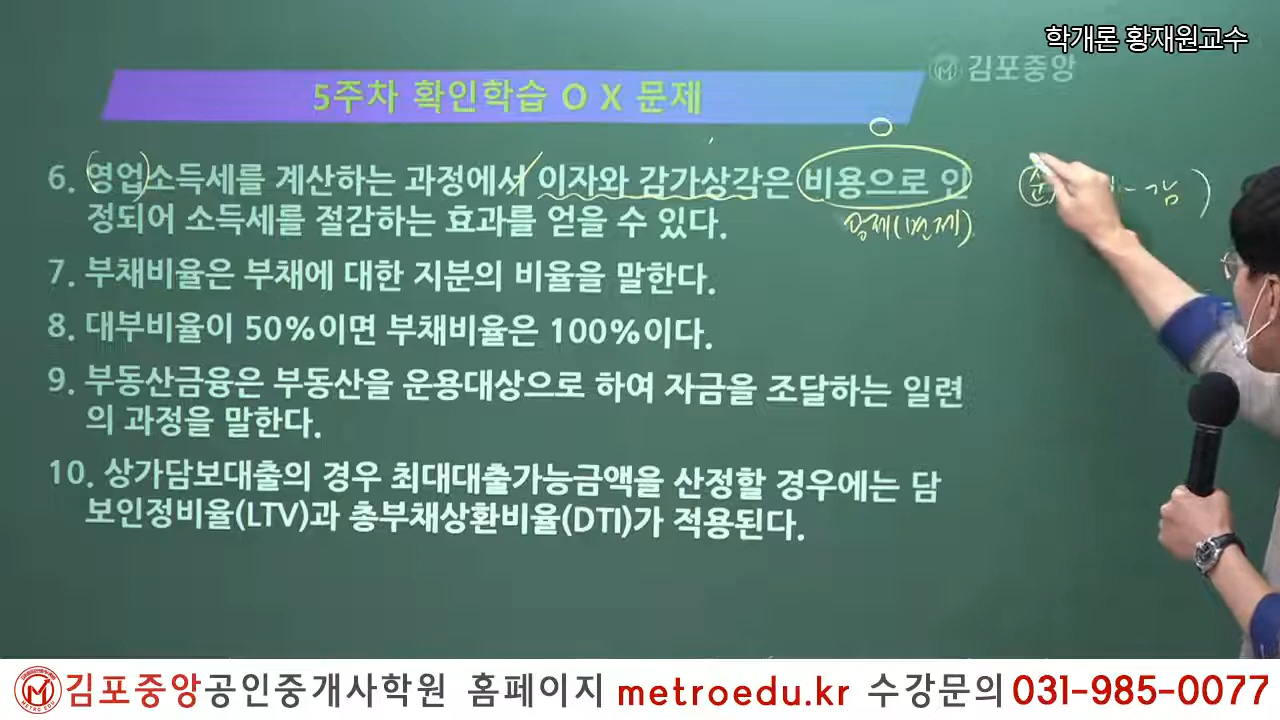 학개론 황재원교수
김포중앙
5주차 확인학습 O X 문제
6. 영업소득세를 계산하는 과정에서 이자와 감가상각은 비용으로 인
정되어 소득세를 절감하는 효과를 얻을 수 있다.
공제(면제)
순 - 감)
7. 부채비율은 부채에 대한 지분의 비율을 말한다.
8. 대부비율이 50%이면 부채비율은 100%이다.
9. 부동산금융은 부동산을 운용대상으로 하여 자금을 조달하는 일련
의 과정을 말한다.
10. 상가담보대출의 경우 최대대출가능금액을 산정할 경우에는 담
보인정비율(LTV)과 총부채상환비율(DTI)가 적용된다.
METRO EDU
김포중앙공인중개사학원 홈페이지 metroedu.kr 수강문의 031-985-0077